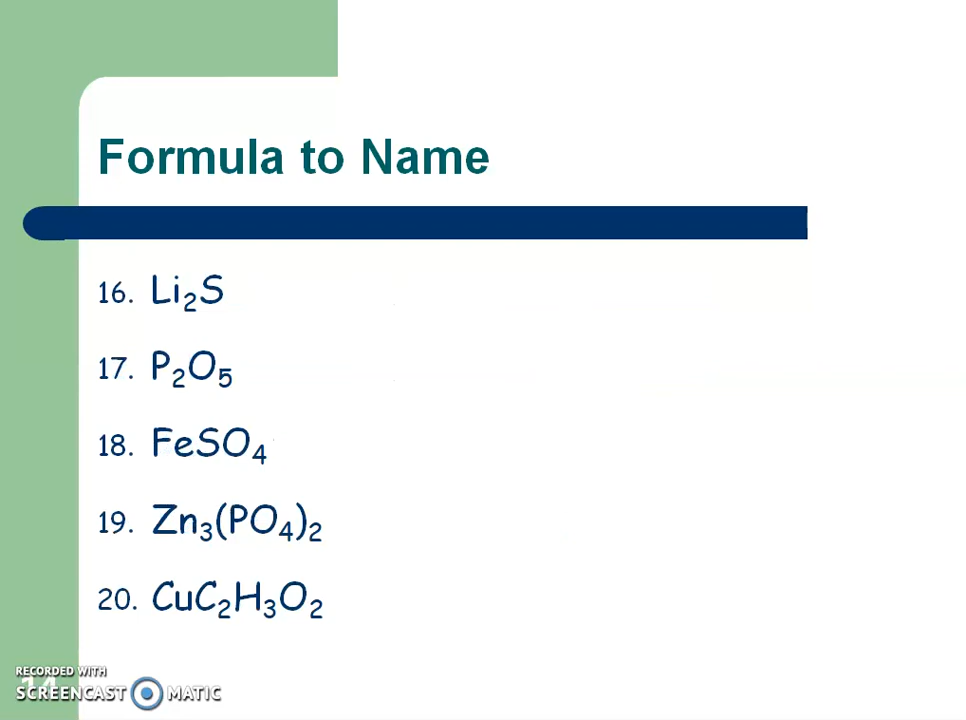 Formula to Name
16. Li₂S
17. P₂O₅
18. FeSO₄
19. Zn₃(PO₄)₂
20. CuC₂H₃O₂
RECORDED WITH
SCREENCAST MATIC